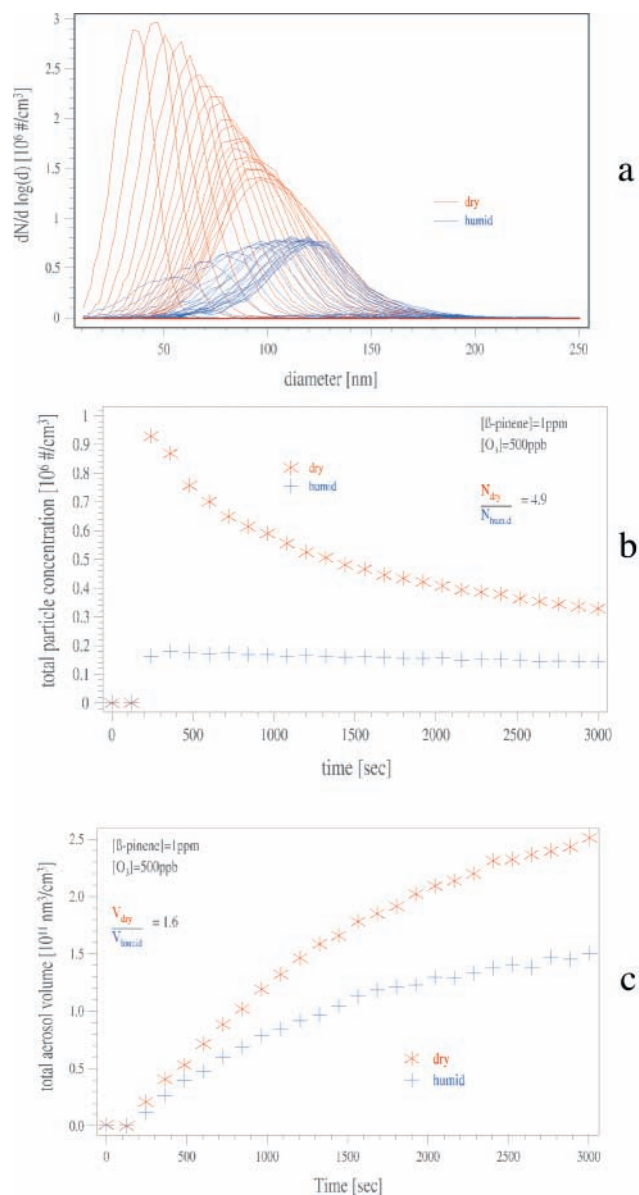 3
2.5
2
1.5
1
0.5
0
dN/d log(d) [10⁶ #/cm³]
dry
humid
a
50
100
150
200
250
diameter [nm]
1
0.9
0.8
0.7
0.6
0.5
0.4
0.3
0.2
0.1
0
total particle concentration [10⁶ #/cm³]
[ß-pinene]=1ppm
[O₃]=500ppb
dry
humid
N_dry
= 4.9
N_humid
b
0
500
1000
1500
2000
2500
3000
time [sec]
2.5
2.0
1.5
1.0
0.5
0.0
total aerosol volume [10¹¹ nm³/cm³]
[ß-pinene]=1ppm
[O₃]=500ppb
V_dry
= 1.6
V_humid
dry
humid
c
0
500
1000
1500
2000
2500
3000
Time [sec]